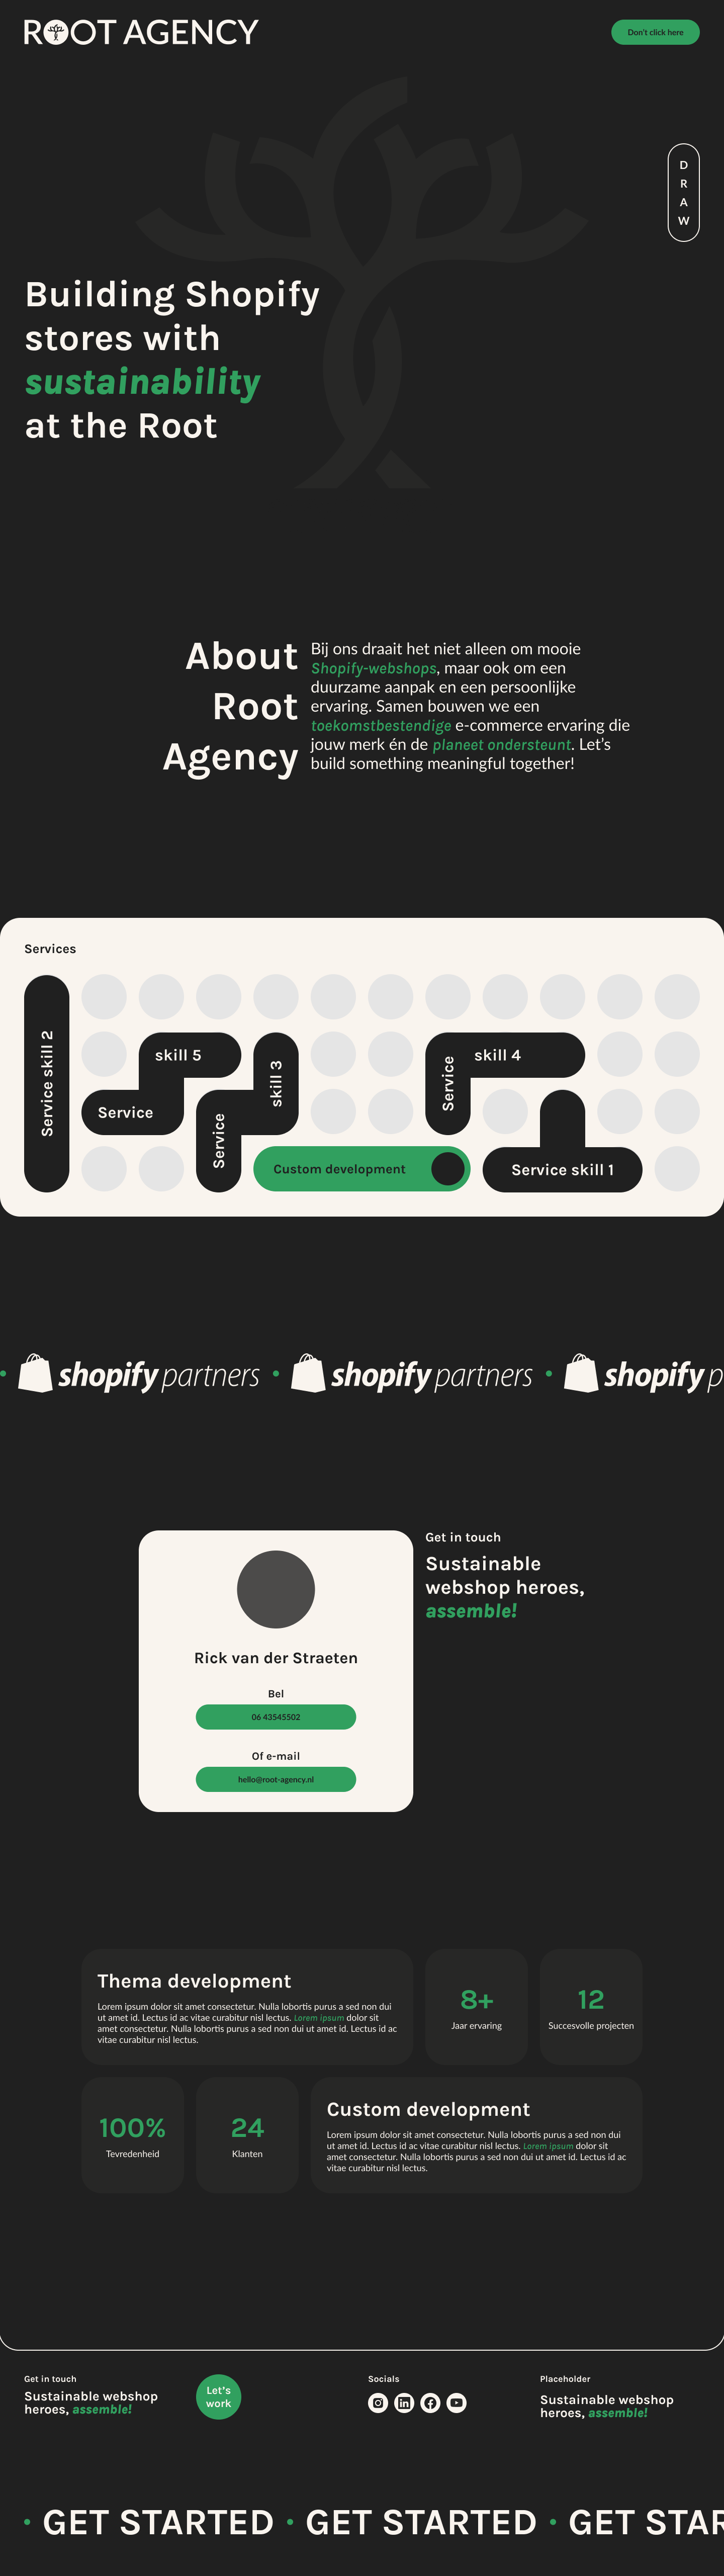 ROOT AGENCY
Don't click here
D
R
A
W
Building Shopify
stores with
sustainability
at the Root
About
Root
Agency
Bij ons draait het niet alleen om mooie
Shopify-webshops, maar ook om een
duurzame aanpak en een persoonlijke
ervaring. Samen bouwen we een
toekomstbestendige e-commerce ervaring die
jouw merk én de planeet ondersteunt. Let's
build something meaningful together!
Services
Service skill 2
Service
skill 5
Service
skill 3
Service
skill 4
Custom development
Service skill 1
shopify partners
shopify partners
shopify p
Get in touch
Sustainable
webshop heroes,
assemble!
Rick van der Straeten
Bel
06 43545502
Of e-mail
hello@root-agency.nl
Thema development
Lorem ipsum dolor sit amet consectetur. Nulla lobortis purus a sed non dui
ut amet id. Lectus id ac vitae curabitur nisl lectus. Lorem ipsum dolor sit
amet consectetur. Nulla lobortis purus a sed non dui ut amet id. Lectus id ac
vitae curabitur nisl lectus.
8+
Jaar ervaring
12
Succesvolle projecten
100%
Tevredenheid
24
Klanten
Custom development
Lorem ipsum dolor sit amet consectetur. Nulla lobortis purus a sed non dui
ut amet id. Lectus id ac vitae curabitur nisl lectus. Lorem ipsum dolor sit
amet consectetur. Nulla lobortis purus a sed non dui ut amet id. Lectus id ac
vitae curabitur nisl lectus.
Get in touch
Sustainable webshop
heroes, assemble!
Let's
work
Socials
Placeholder
Sustainable webshop
heroes, assemble!
GET STARTED
GET STARTED
GET STAR